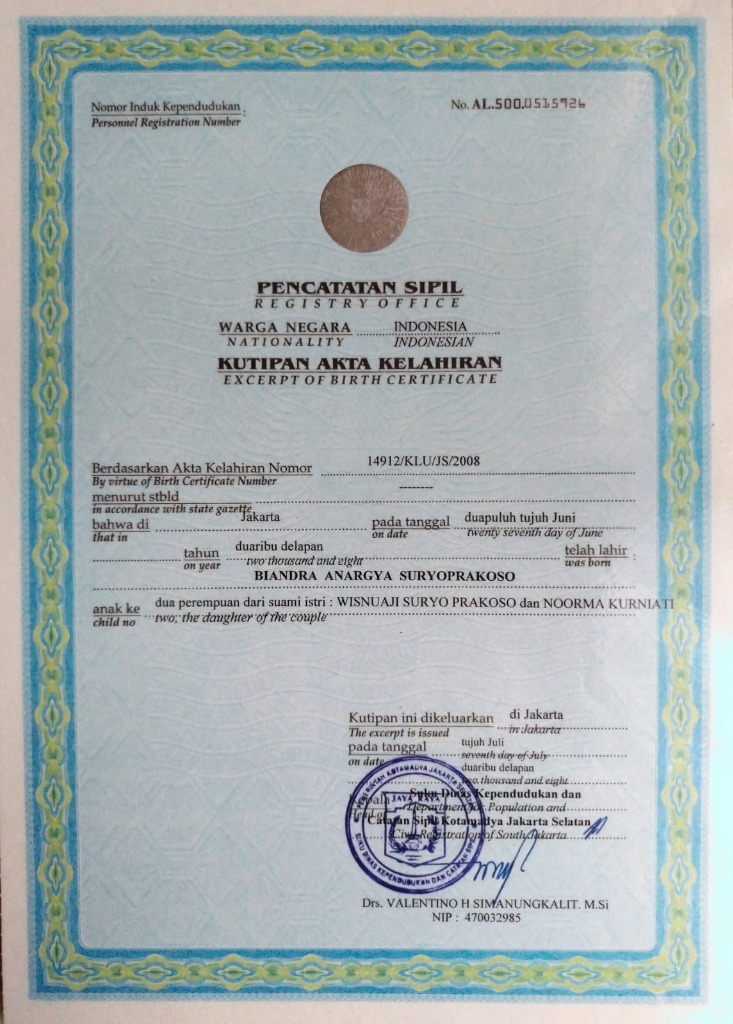 Nomor Induk Kependudukan :
Personnel Registration Number
No. AL.500.0515926
PENCATATAN SIPIL
REGISTRY OFFICE
WARGA NEGARA INDONESIA
NATIONALITY INDONESIAN
KUTIPAN AKTA KELAHIRAN
EXCERPT OF BIRTH CERTIFICATE
Berdasarkan Akta Kelahiran Nomor 14912/KLU/JS/2008
By virtue of Birth Certificate Number
menurut stbld --------
in accordance with state gazette
bahwa di Jakarta pada tanggal duapuluh tujuh Juni
that in on date twenty seventh day of June
tahun duaribu delapan telah lahir :
on year two thousand and eight was born
BIANDRA ANARGYA SURYOPRAKOSO
anak ke dua perempuan dari suami istri : WISNUAJI SURYO PRAKOSO dan NOORMA KURNIATI
child no two, the daughter of the couple
Kutipan ini dikeluarkan di Jakarta
The excerpt is issued in Jakarta
pada tanggal tujuh Juli
on date seventh day of July
duaribu delapan
two thousand and eight
Kepala Suku Dinas Kependudukan dan
Head of Department for Population and
Catatan Sipil Kotamadya Jakarta Selatan
Civil Registration of South Jakarta
PEMERINTAH KOTAMADYA JAKARTA SELATAN
JAYA RAYA
SUKU DINAS KEPENDUDUKAN DAN CATATAN SIPIL
Drs. VALENTINO H SIMANUNGKALIT. M.Si
NIP : 470032985